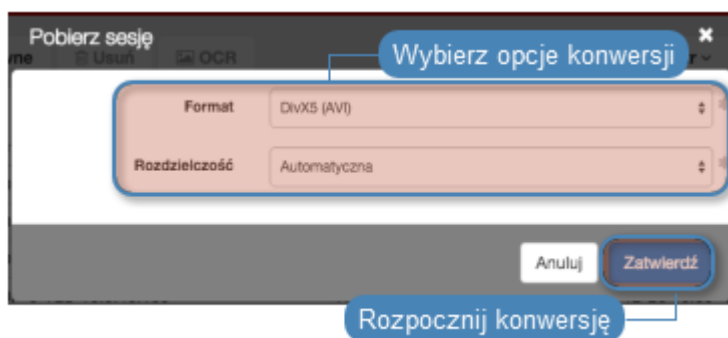 Pobierz sesję
Usuń OCR
Wybierz opcje konwersji
Format DivX5 (AVI)
Rozdzielczość Automatyczna
Anuluj Zatwierdź
Rozpocznij konwersję